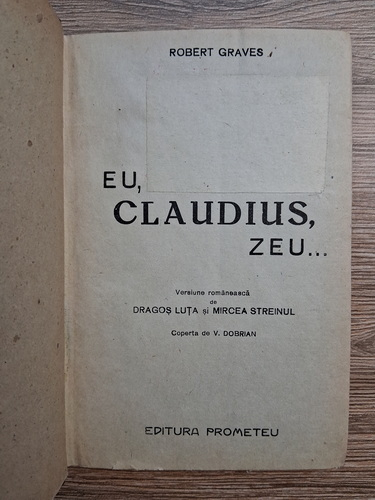 ROBERT GRAVES
EU,
CLAUDIUS,
ZEU...
Versiune românească
de
DRAGOȘ LUȚA și MIRCEA STREINUL
Coperta de V. DOBRIAN
EDITURA PROMETEU